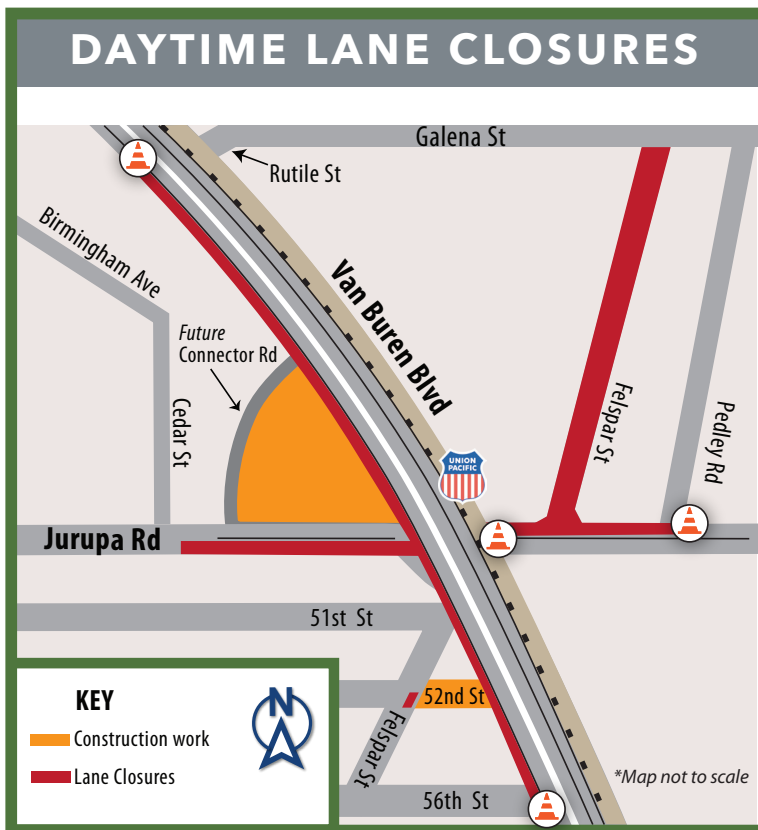 DAYTIME LANE CLOSURES
Galena St
Rutile St
Birmingham Ave
Van Buren Blvd
Future
Connector Rd
Cedar St
Felspar St
Pedley Rd
UNION
PACIFIC
Jurupa Rd
51st St
52nd St
Felspar St
56th St
KEY
N
Construction work
Lane Closures
*Map not to scale